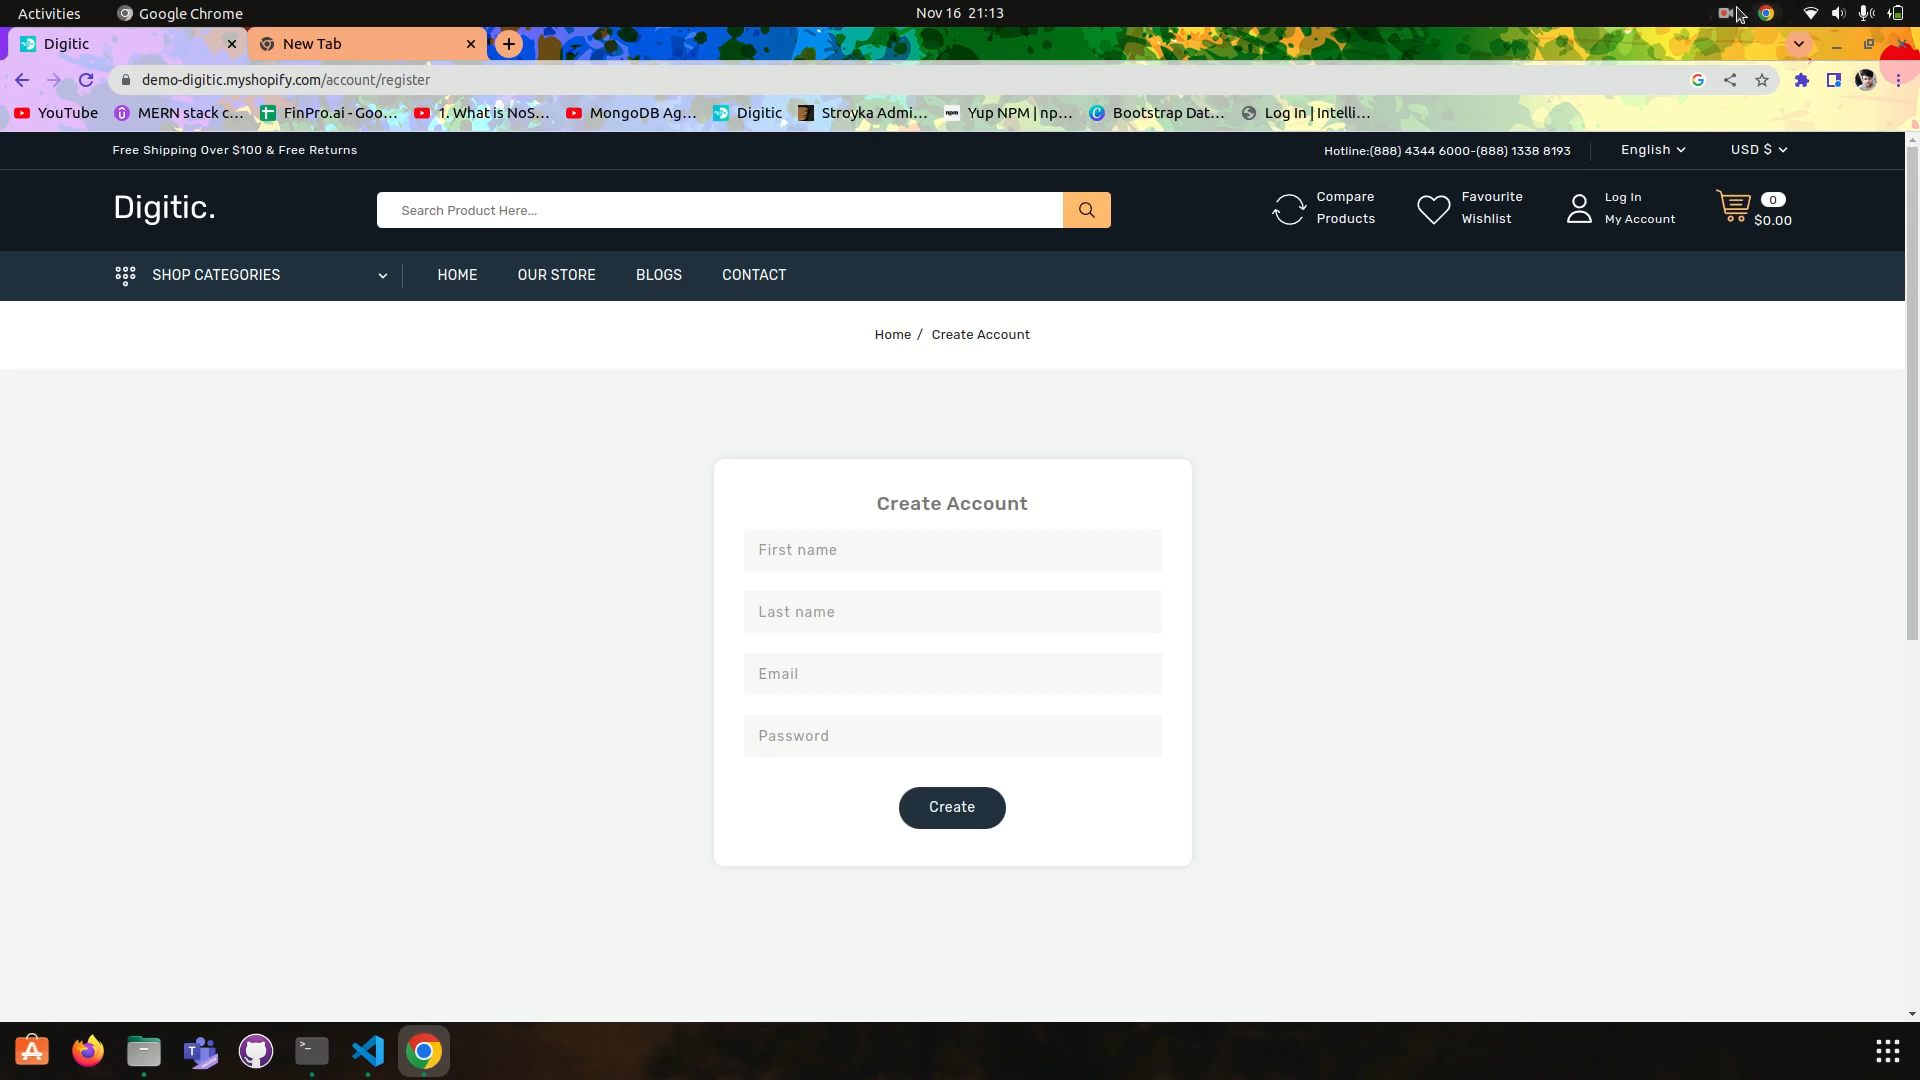 Activities
Google Chrome
Nov 16 21:13
Digitic
New Tab
demo-digitic.myshopify.com/account/register
YouTube
MERN stack c...
FinPro.ai - Goo...
1. What is NoS...
MongoDB Ag...
Digitic
Stroyka Admi...
Yup NPM | np...
Bootstrap Dat...
Log In | Intelli...
Free Shipping Over $100 & Free Returns
Hotline:(888) 4344 6000-(888) 1338 8193
English
USD $
Digitic.
Search Product Here...
Compare
Products
Favourite
Wishlist
Log In
My Account
0
$0.00
SHOP CATEGORIES
HOME
OUR STORE
BLOGS
CONTACT
Home / Create Account
Create Account
First name
Last name
Email
Password
Create